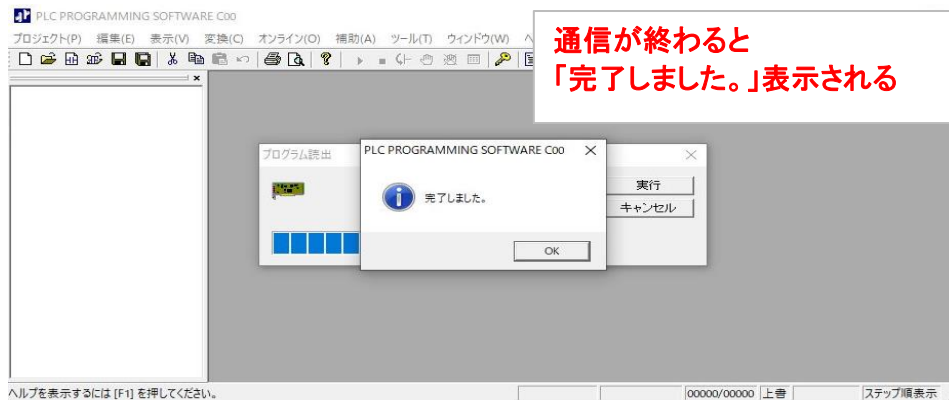 PLC PROGRAMMING SOFTWARE C00
プロジェクト(P) 編集(E) 表示(V) 変換(C) オンライン(O) 補助(A) ツール(T) ウィンドウ(W)
通信が終わると
「完了しました。」表示される
プログラム読出
PLC PROGRAMMING SOFTWARE C00
完了しました。
OK
実行
キャンセル
ヘルプを表示するには [F1] を押してください。
00000/00000 上書 ステップ順表示